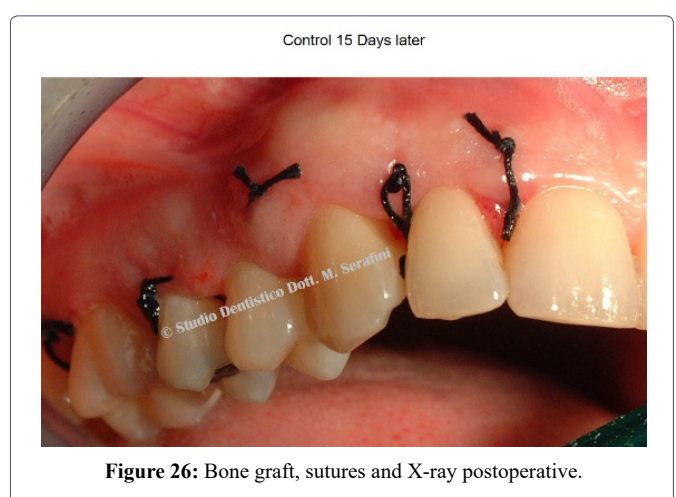 Control 15 Days later
© Studio Dentistico Dott. M. Serafini
Figure 26: Bone graft, sutures and X-ray postoperative.